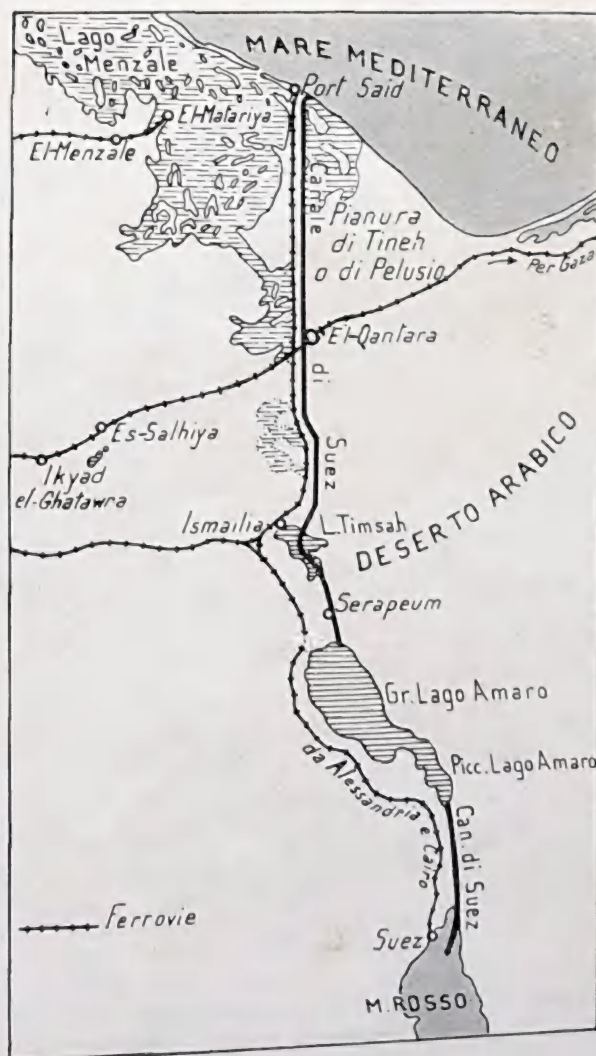 Lago
Menzale
MARE MEDITERRANEO
Port Said
El-Matariya
El-Menzale
Canale
di
Suez
Pianura
di Tineh
o di Pelusio
Per Gaza
El-Qantara
Es-Salhiya
Ikyad
el-Ghatawra
Ismailia
L. Timsah
DESERTO ARABICO
Serapeum
Gr. Lago Amaro
Picc. Lago Amaro
da Alessandria e Cairo
Can. di Suez
Ferrovie
Suez
M. ROSSO